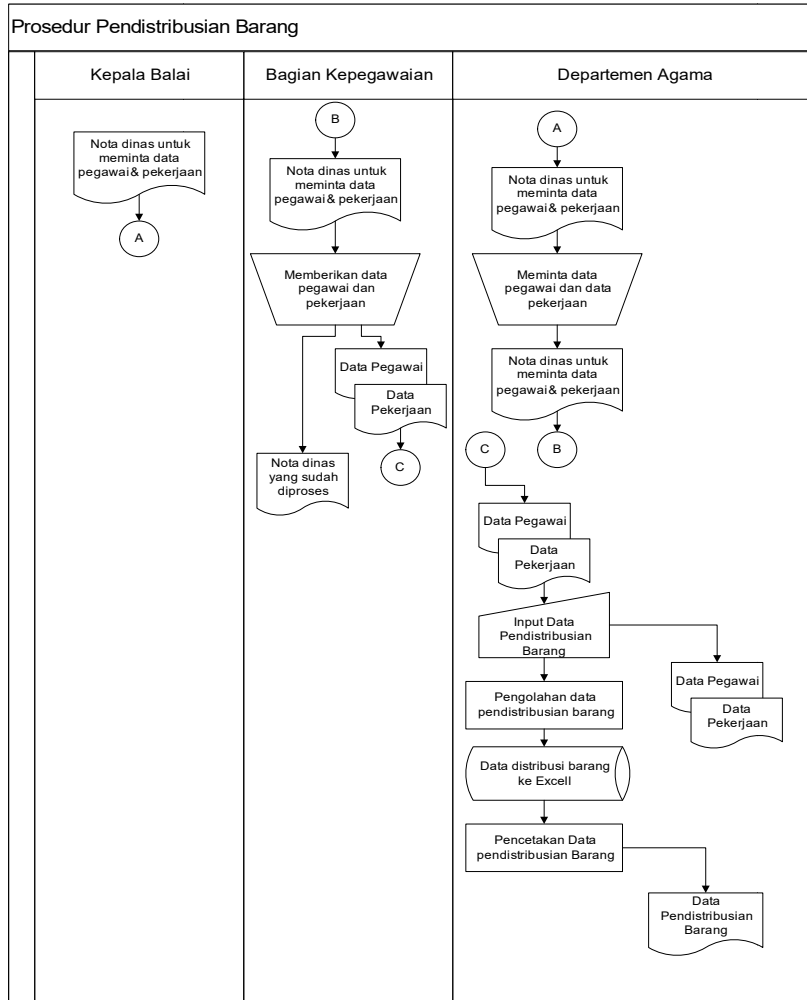 Prosedur Pendistribusian Barang
Kepala Balai
Bagian Kepegawaian
Departemen Agama
Nota dinas untuk
meminta data
pegawai& pekerjaan
A
B
Nota dinas untuk
meminta data
pegawai& pekerjaan
Memberikan data
pegawai dan
pekerjaan
Data Pegawai
Data
Pekerjaan
C
Nota dinas
yang sudah
diproses
A
Nota dinas untuk
meminta data
pegawai& pekerjaan
Meminta data
pegawai dan data
pekerjaan
Nota dinas untuk
meminta data
pegawai& pekerjaan
B
C
Data Pegawai
Data
Pekerjaan
Input Data
Pendistribusian
Barang
Data Pegawai
Data
Pekerjaan
Pengolahan data
pendistribusian barang
Data distribusi barang
ke Excell
Pencetakan Data
pendistribusian Barang
Data
Pendistribusian
Barang